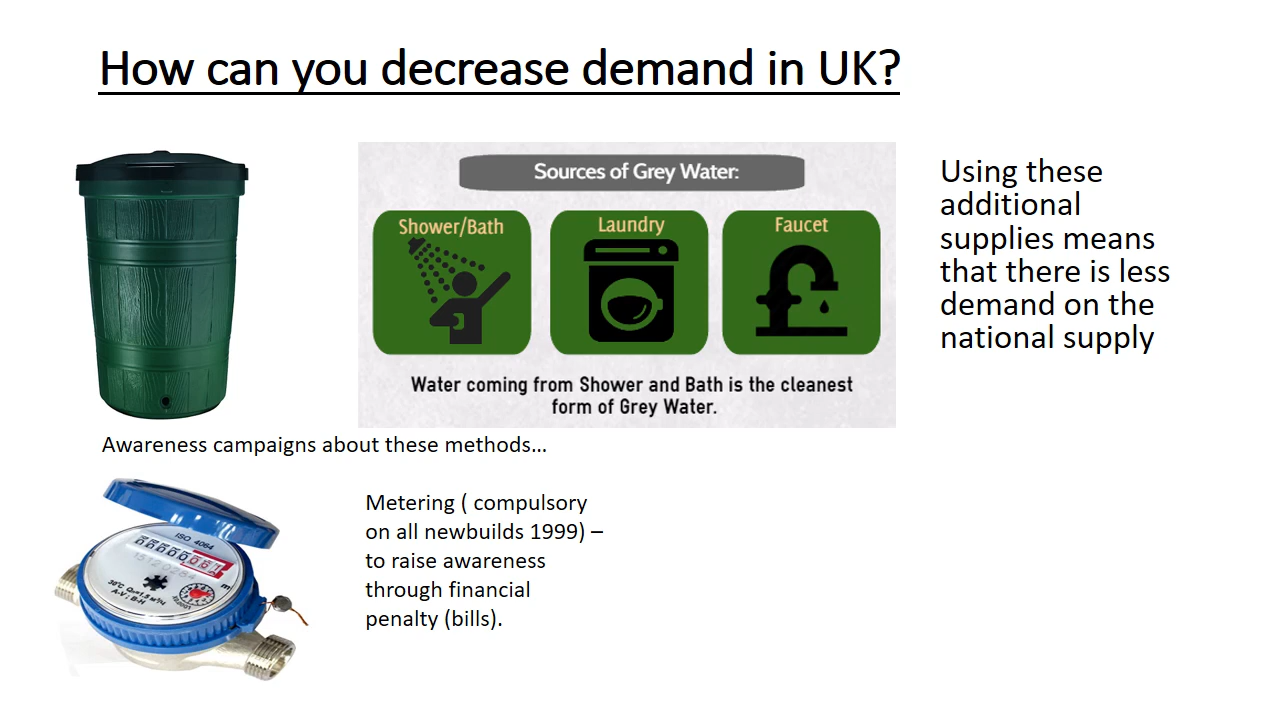 How can you decrease demand in UK?
Sources of Grey Water:
Shower/Bath
Laundry
Faucet
Water coming from Shower and Bath is the cleanest
form of Grey Water.
Using these
additional
supplies means
that there is less
demand on the
national supply
Awareness campaigns about these methods…
ISO 4064
Metering ( compulsory
on all newbuilds 1999) –
to raise awareness
through financial
penalty (bills).